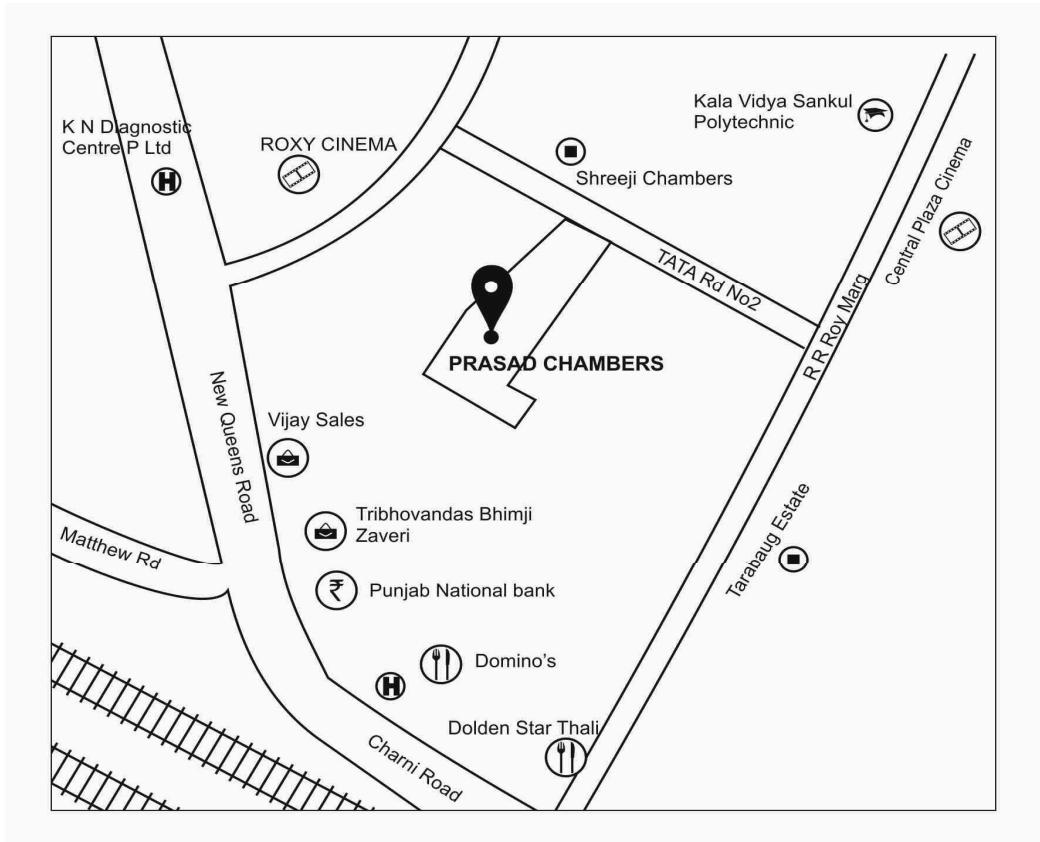 Kala Vidya Sankul
Polytechnic
K N Diagnostic
Centre P Ltd
H
ROXY CINEMA
Shreeji Chambers
Central Plaza Cinema
TATA Rd No2
R R Roy Marg
PRASAD CHAMBERS
New Queens Road
Vijay Sales
Tribhovandas Bhimji
Zaveri
Matthew Rd
Tarabaug Estate
₹
Punjab National bank
Domino's
H
Dolden Star Thali
Charni Road